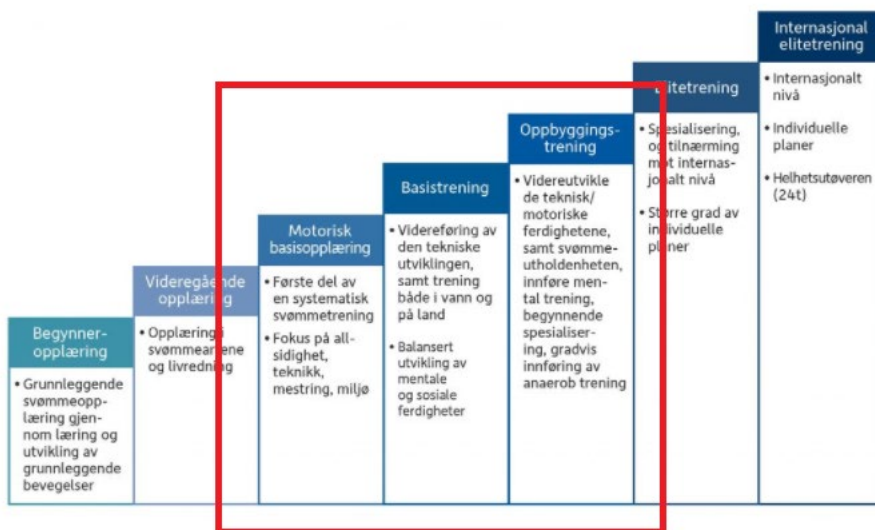 Begynner-
opplæring
• Grunnleggende
svømmeopp-
læring gjen-
nom læring og
utvikling av
grunnleggende
bevegelser
Videregående
opplæring
• Opplæring i
svømmeartene
og livredning
Motorisk
basisopplæring
• Første del av
en systematisk
svømmetrening
• Fokus på all-
sidighet,
teknikk,
mestring, miljø
Basistrening
• Videreføring av
den tekniske
utviklingen,
samt trening
både i vann og
på land
• Balansert
utvikling av
mentale
og sosiale
ferdigheter
Oppbyggings-
trening
• Videreutvikle
de teknisk/
motoriske
ferdighetene,
samt svømme-
utholdenheten,
innføre men-
tal trening,
begynnende
spesialiser-
ing, gradvis
innføring av
anaerob trening
Elitetrening
• Spesialisering,
og tilnærming
mot internas-
jonalt nivå
• Større grad av
individuelle
planer
Internasjonal
elitetrening
• Internasjonalt
nivå
• Individuelle
planer
• Helhetsutøveren
(24t)